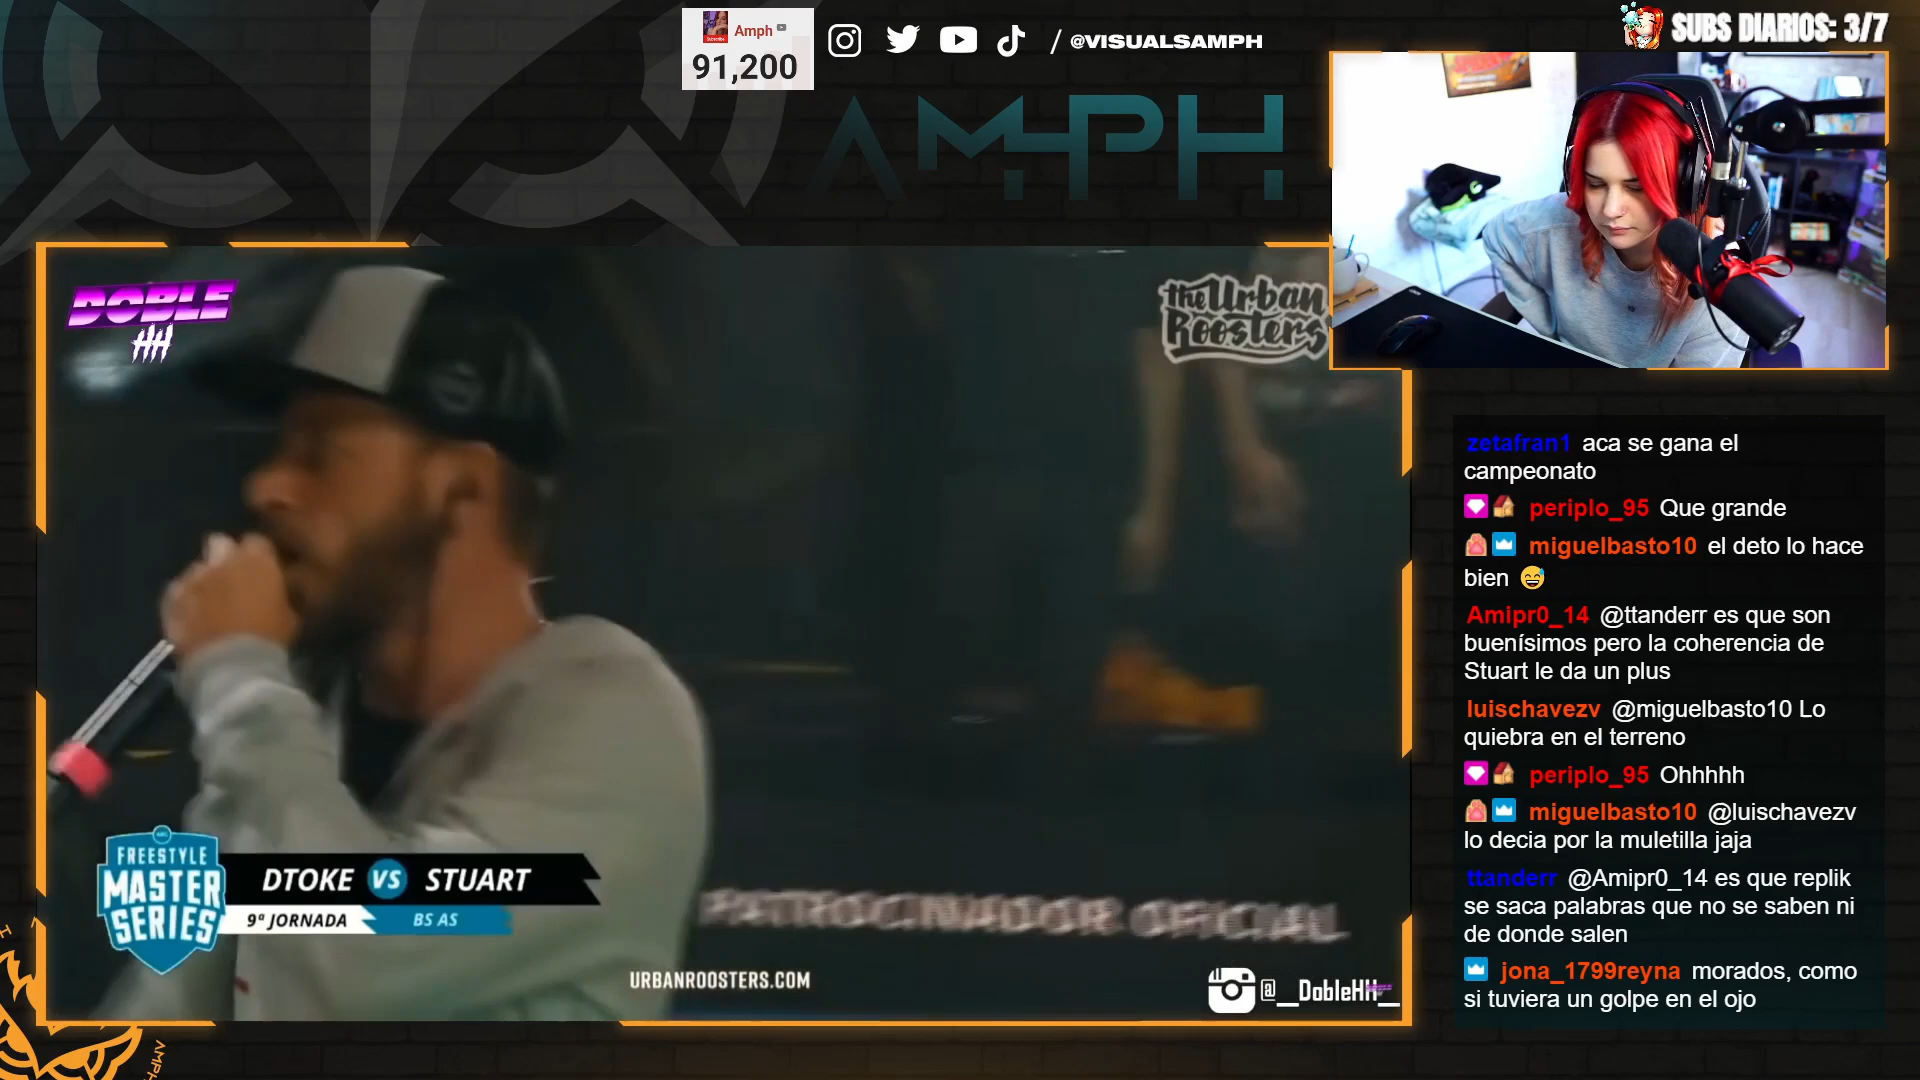 Amph
91,200
/ @VISUALSAMPH
SUBS DIARIOS: 3/7
AMPH
DOBLE
HH
the Urban
Roosters
zetafran1 aca se gana el
campeonato
periplo_95 Que grande
miguelbasto10 el deto lo hace
bien 😅
Amipr0_14 @ttanderr es que son
buenísimos pero la coherencia de
Stuart le da un plus
luischavezv @miguelbasto10 Lo
quiebra en el terreno
periplo_95 Ohhhhh
miguelbasto10 @luischavezv
lo decia por la muletilla jaja
ttanderr @Amipr0_14 es que replik
se saca palabras que no se saben ni
de donde salen
jona_1799reyna morados, como
si tuviera un golpe en el ojo
FREESTYLE
MASTER
SERIES
DTOKE VS STUART
9ª JORNADA BS AS
PATROCINADOR OFICIAL
URBANROOSTERS.COM
@__DobleHH__